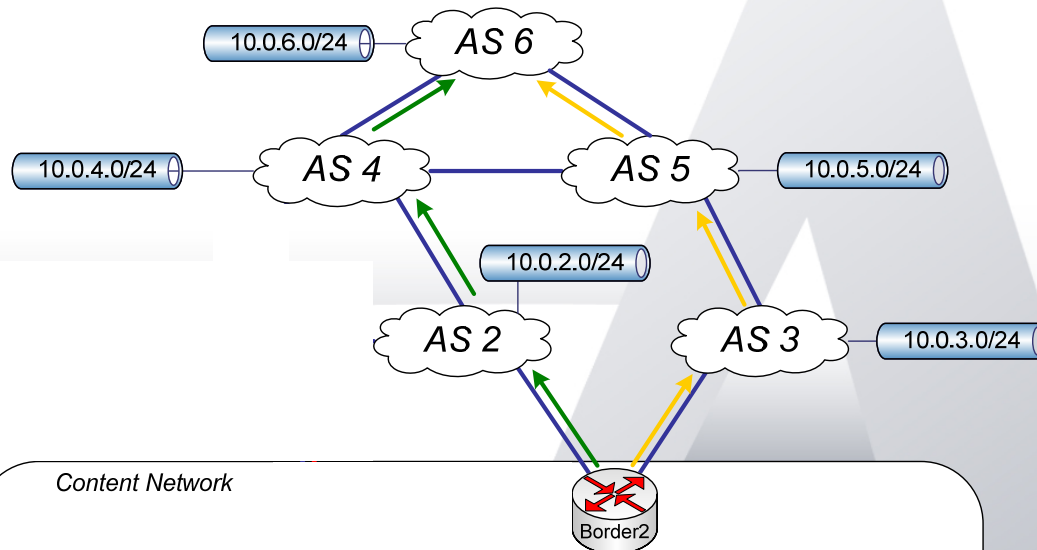 10.0.6.0/24
AS 6
10.0.4.0/24
AS 4
AS 5
10.0.5.0/24
10.0.2.0/24
AS 2
AS 3
10.0.3.0/24
Content Network
Border2